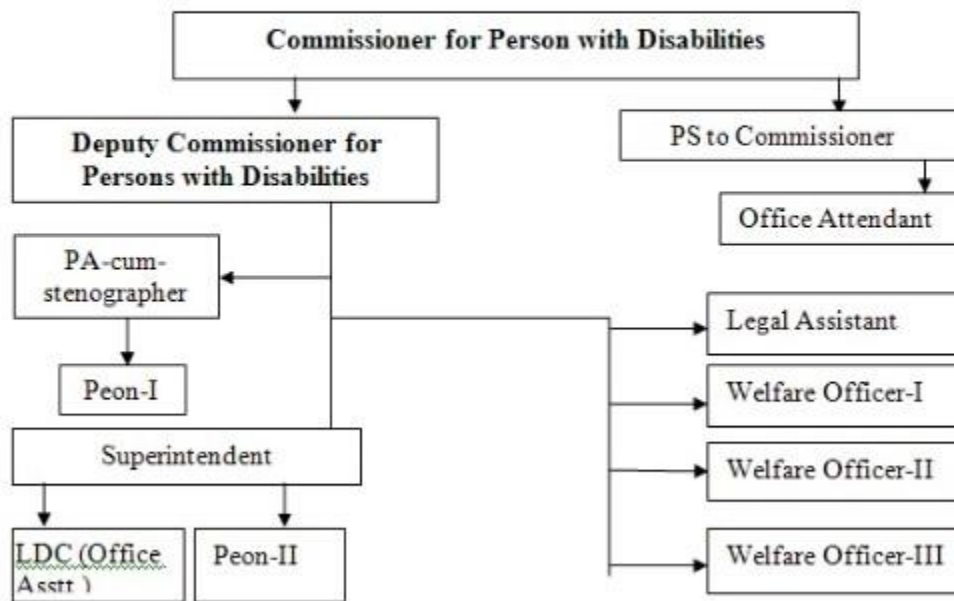 Commissioner for Person with Disabilities
Deputy Commissioner for
Persons with Disabilities
PS to Commissioner
Office Attendant
PA-cum-
stenographer
Peon-I
Legal Assistant
Welfare Officer-I
Superintendent
Welfare Officer-II
LDC (Office
Asstt )
Peon-II
Welfare Officer-III